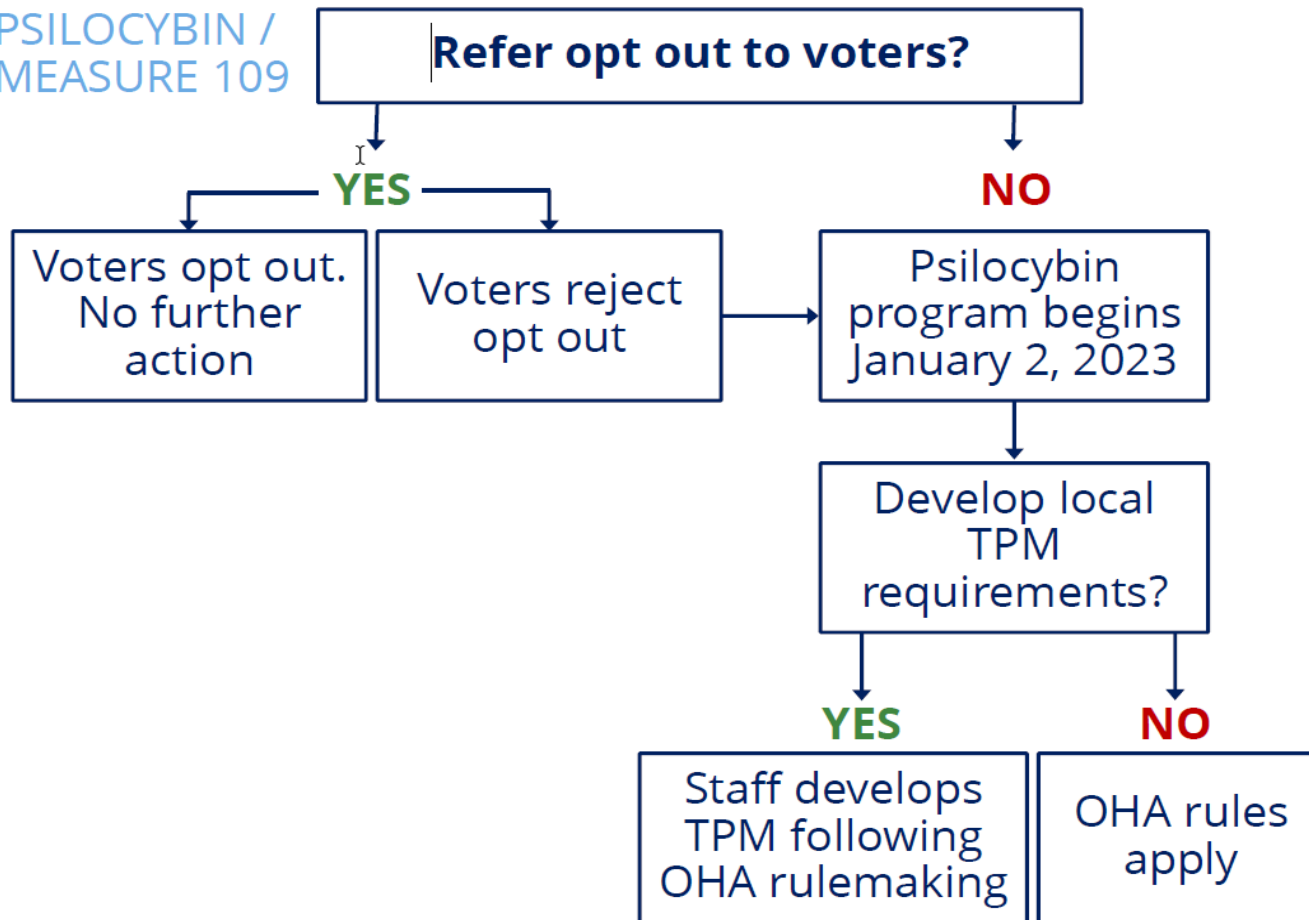 PSILOCYBIN /
MEASURE 109
Refer opt out to voters?
YES
NO
Voters opt out.
No further
action
Voters reject
opt out
Psilocybin
program begins
January 2, 2023
Develop local
TPM
requirements?
YES
NO
Staff develops
TPM following
OHA rulemaking
OHA rules
apply